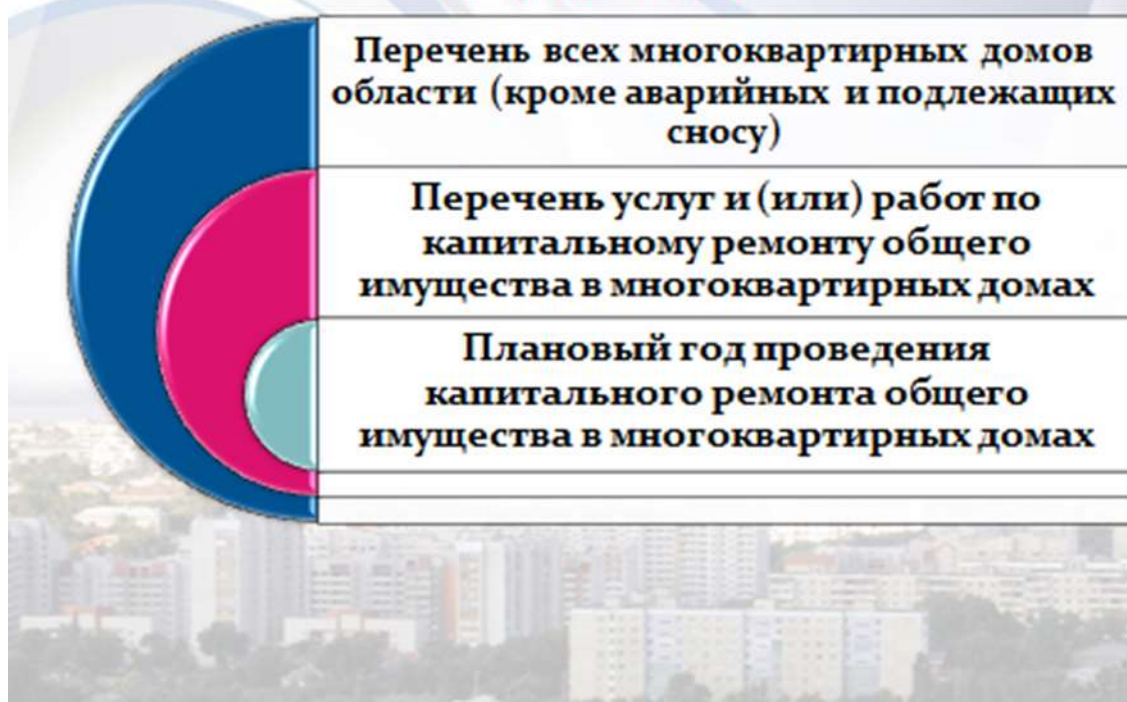 Перечень всех многоквартирных домов
области (кроме аварийных и подлежащих
сносу)
Перечень услуг и (или) работ по
капитальному ремонту общего
имущества в многоквартирных домах
Плановый год проведения
капитального ремонта общего
имущества в многоквартирных домах